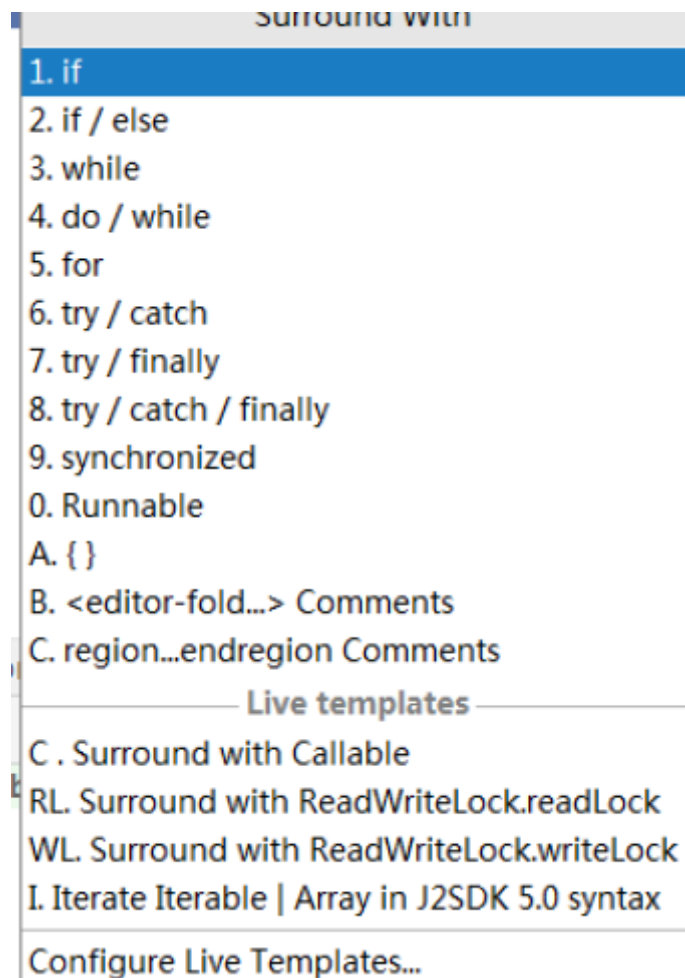 Surround With
1. if
2. if / else
3. while
4. do / while
5. for
6. try / catch
7. try / finally
8. try / catch / finally
9. synchronized
0. Runnable
A. { }
B. <editor-fold...> Comments
C. region...endregion Comments
Live templates
C . Surround with Callable
RL. Surround with ReadWriteLock.readLock
WL. Surround with ReadWriteLock.writeLock
I. Iterate Iterable | Array in J2SDK 5.0 syntax
Configure Live Templates...